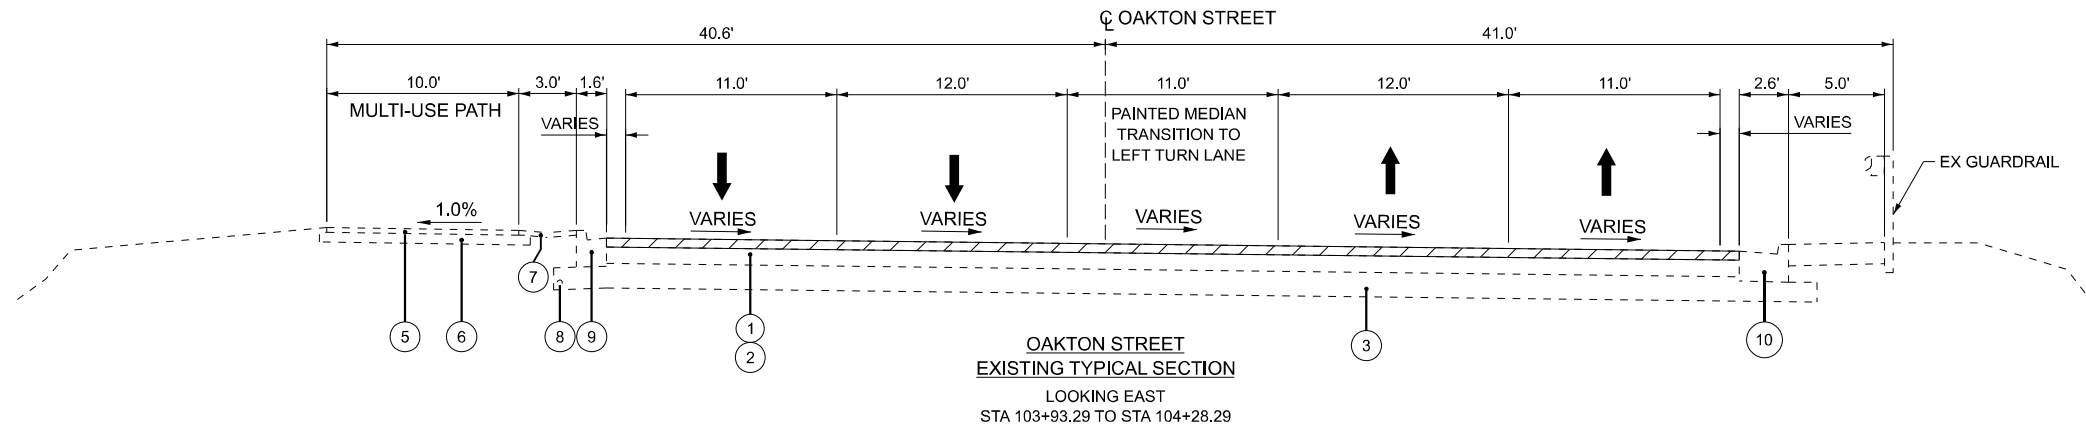 ℄ OAKTON STREET
40.6'
41.0'
10.0'
3.0'
1.6'
11.0'
12.0'
11.0'
12.0'
11.0'
2.6'
5.0'
MULTI-USE PATH
VARIES
PAINTED MEDIAN
TRANSITION TO
LEFT TURN LANE
VARIES
EX GUARDRAIL
1.0%
VARIES
VARIES
VARIES
VARIES
VARIES
7
5
6
8
9
1
2
3
10
OAKTON STREET
EXISTING TYPICAL SECTION
LOOKING EAST
STA 103+93.29 TO STA 104+28.29